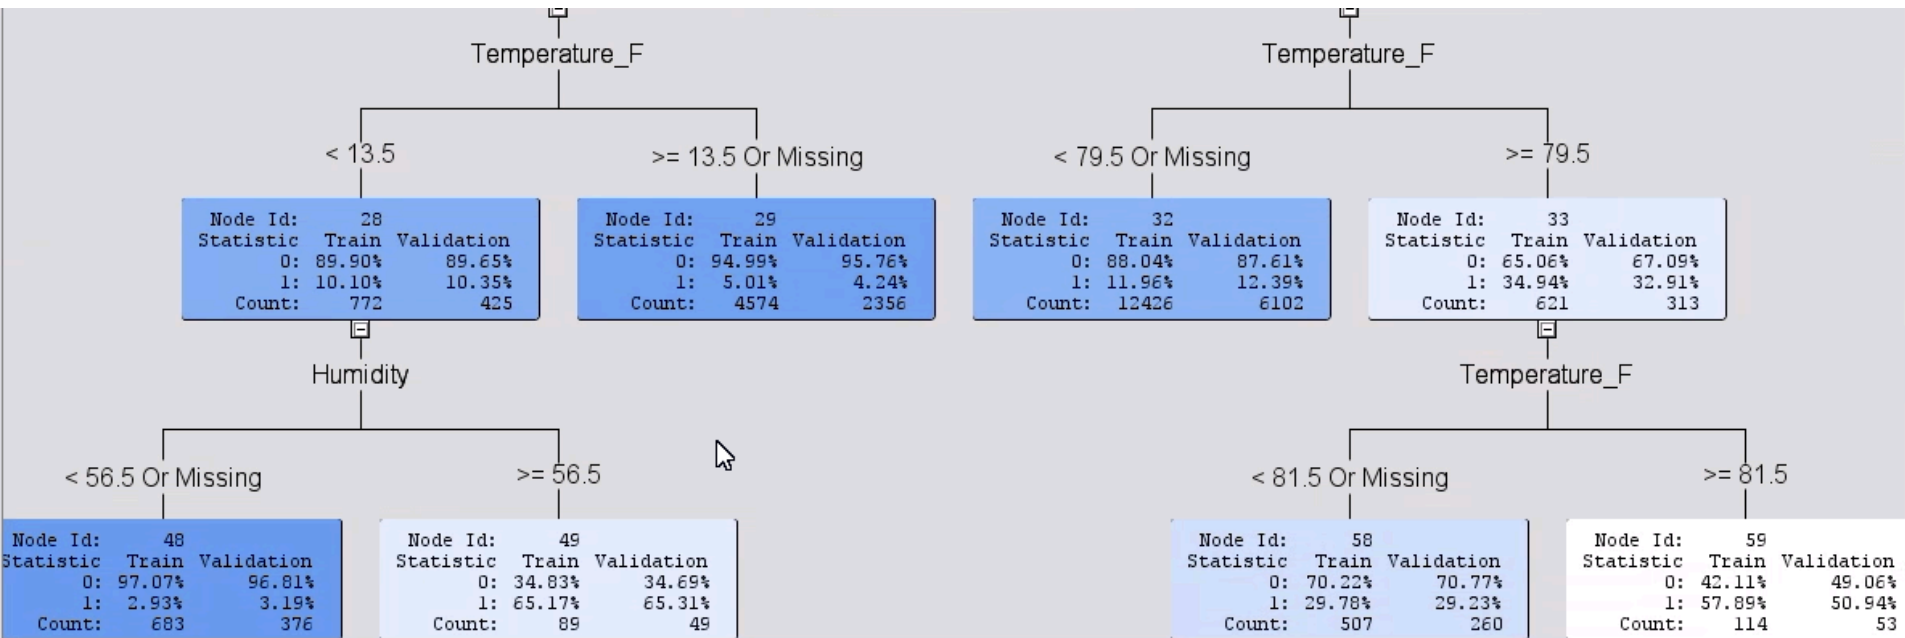 Temperature_F
Temperature_F
< 13.5
>= 13.5 Or Missing
< 79.5 Or Missing
>= 79.5
Node Id: 28
Statistic Train Validation
0: 89.90% 89.65%
1: 10.10% 10.35%
Count: 772 425
Node Id: 29
Statistic Train Validation
0: 94.99% 95.76%
1: 5.01% 4.24%
Count: 4574 2356
Node Id: 32
Statistic Train Validation
0: 88.04% 87.61%
1: 11.96% 12.39%
Count: 12426 6102
Node Id: 33
Statistic Train Validation
0: 65.06% 67.09%
1: 34.94% 32.91%
Count: 621 313
Humidity
Temperature_F
< 56.5 Or Missing
>= 56.5
< 81.5 Or Missing
>= 81.5
Node Id: 48
Statistic Train Validation
0: 97.07% 96.81%
1: 2.93% 3.19%
Count: 683 376
Node Id: 49
Statistic Train Validation
0: 34.83% 34.69%
1: 65.17% 65.31%
Count: 89 49
Node Id: 58
Statistic Train Validation
0: 70.22% 70.77%
1: 29.78% 29.23%
Count: 507 260
Node Id: 59
Statistic Train Validation
0: 42.11% 49.06%
1: 57.89% 50.94%
Count: 114 53